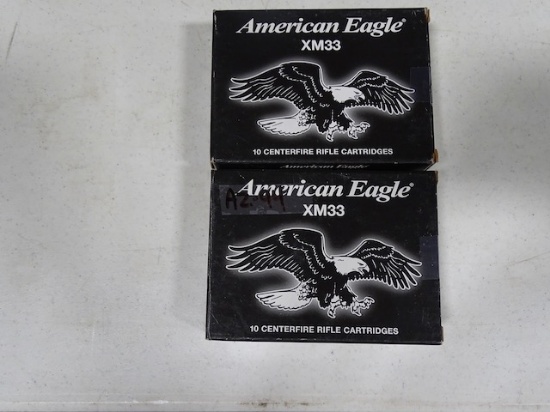 American Eagle®
XM33
10 CENTERFIRE RIFLE CARTRIDGES
American Eagle
American Eagle®
XM33
10 CENTERFIRE RIFLE CARTRIDGES